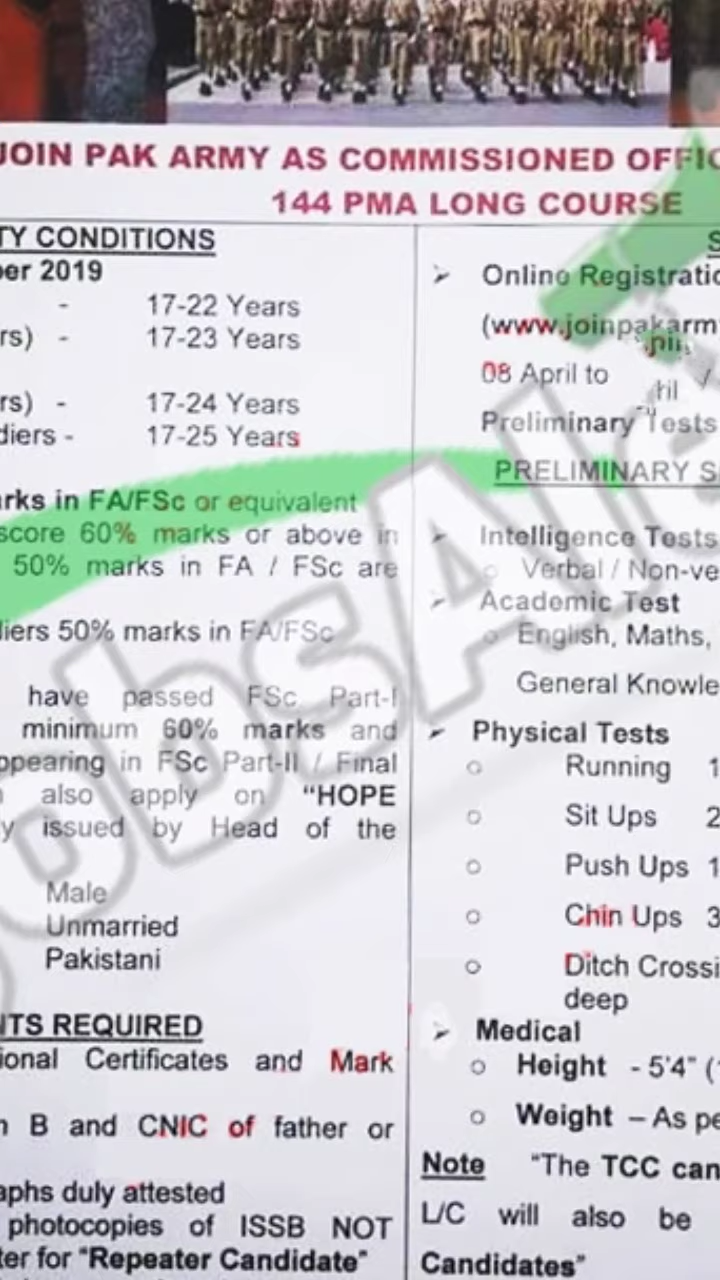 JOIN PAK ARMY AS COMMISSIONED OFFIC
144 PMA LONG COURSE
TY CONDITIONS
ber 2019
- 17-22 Years
rs) - 17-23 Years
rs) - 17-24 Years
diers - 17-25 Years
arks in FA/FSc or equivalent
score 60% marks or above in
50% marks in FA / FSc are
diers 50% marks in FA/FSc
have passed FSc Part-I
minimum 60% marks and
ppearing in FSc Part-II / Final
n also apply on "HOPE
y issued by Head of the
Male
Unmarried
Pakistani
NTS REQUIRED
ional Certificates and Mark
n B and CNIC of father or
aphs duly attested
photocopies of ISSB NOT
ter for "Repeater Candidate"
S
➢ Online Registratio
(www.joinpakarm
08 April to
Preliminary Tests
PRELIMINARY S
➢ Intelligence Tests
○ Verbal / Non-ve
➢ Academic Test
○ English, Maths,
General Knowle
➢ Physical Tests
○ Running 1
○ Sit Ups 2
○ Push Ups 1
○ Chin Ups 3
○ Ditch Crossi
deep
➢ Medical
○ Height - 5'4" (
○ Weight – As pe
Note "The TCC can
L/C will also be
Candidates"
JobsAle